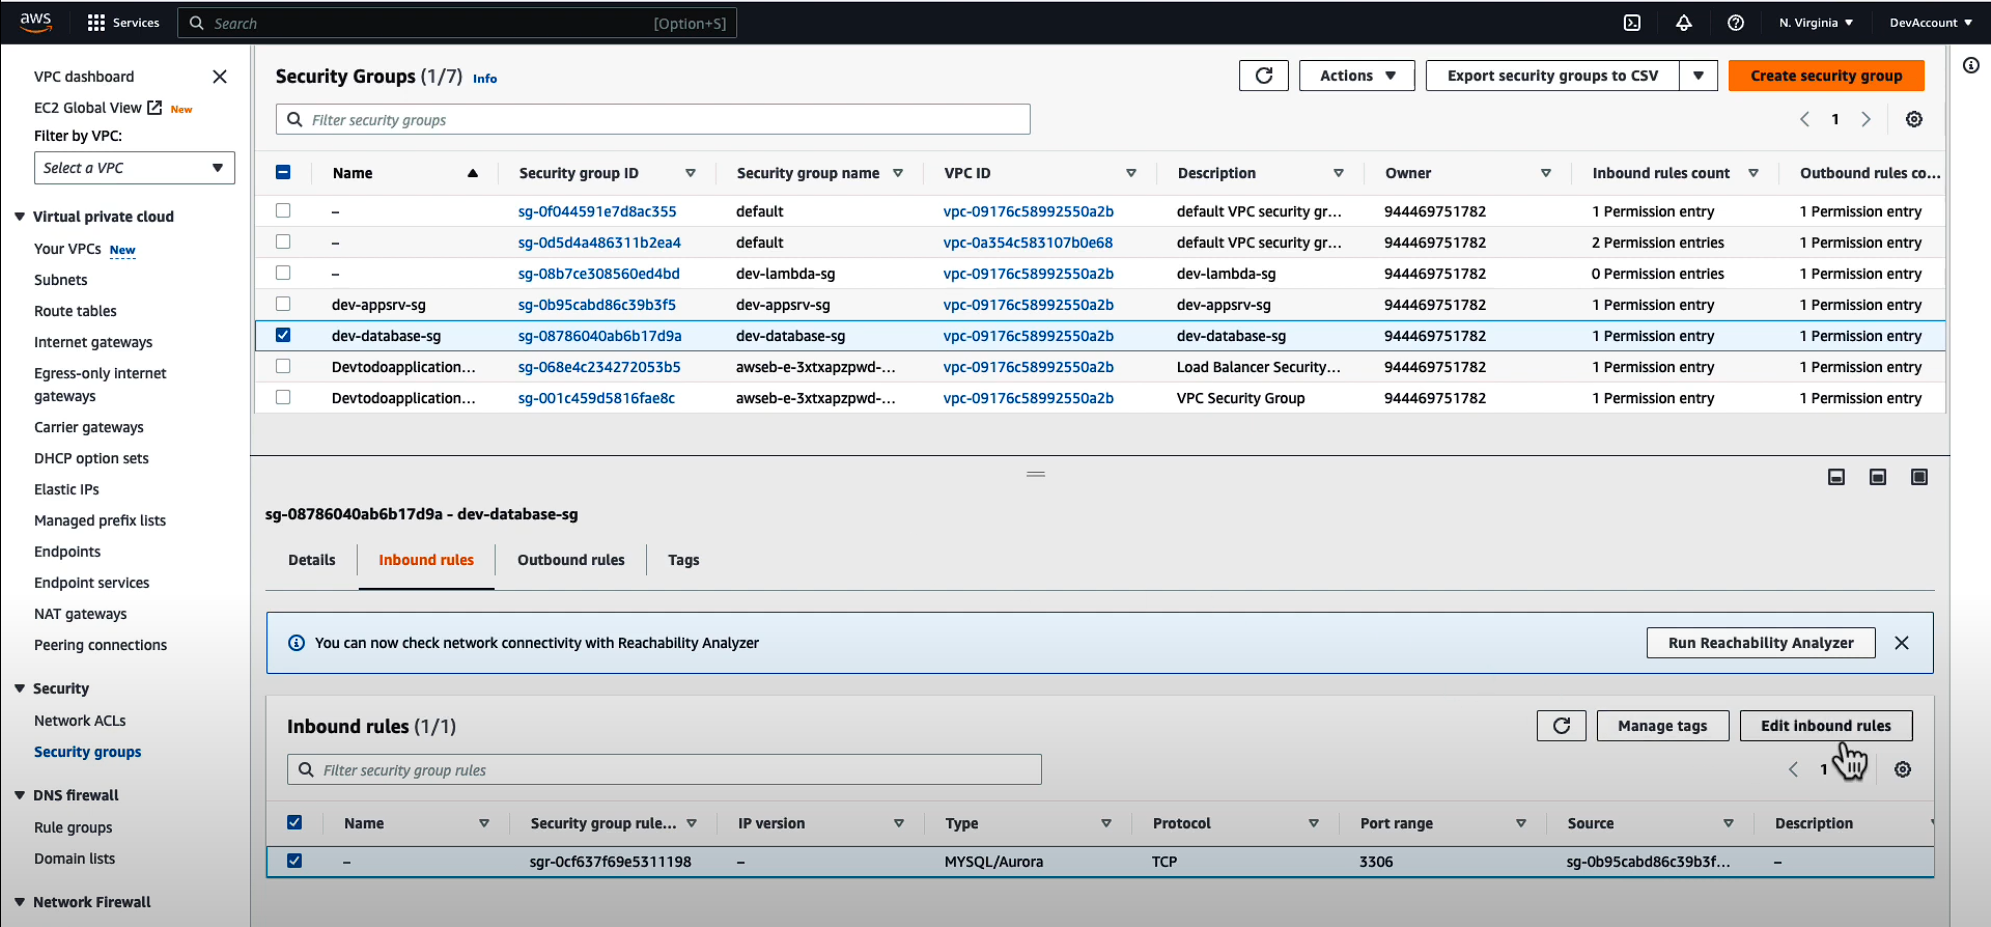 aws
Services
Search
[Option+S]
N. Virginia
DevAccount
VPC dashboard
EC2 Global View New
Filter by VPC:
Select a VPC
Virtual private cloud
Your VPCs New
Subnets
Route tables
Internet gateways
Egress-only internet
gateways
Carrier gateways
DHCP option sets
Elastic IPs
Managed prefix lists
Endpoints
Endpoint services
NAT gateways
Peering connections
Security
Network ACLs
Security groups
DNS firewall
Rule groups
Domain lists
Network Firewall
Security Groups (1/7) Info
Actions
Export security groups to CSV
Create security group
Filter security groups
1
Name Security group ID Security group name VPC ID Description Owner Inbound rules count Outbound rules co...
– sg-0f044591e7d8ac355 default vpc-09176c58992550a2b default VPC security gr... 944469751782 1 Permission entry 1 Permission entry
– sg-0d5d4a486311b2ea4 default vpc-0a354c583107b0e68 default VPC security gr... 944469751782 2 Permission entries 1 Permission entry
– sg-08b7ce308560ed4bd dev-lambda-sg vpc-09176c58992550a2b dev-lambda-sg 944469751782 0 Permission entries 1 Permission entry
dev-appsrv-sg sg-0b95cabd86c39b3f5 dev-appsrv-sg vpc-09176c58992550a2b dev-appsrv-sg 944469751782 1 Permission entry 1 Permission entry
dev-database-sg sg-08786040ab6b17d9a dev-database-sg vpc-09176c58992550a2b dev-database-sg 944469751782 1 Permission entry 1 Permission entry
Devtodoapplication... sg-068e4c234272053b5 awseb-e-3xtxapzpwd-... vpc-09176c58992550a2b Load Balancer Security... 944469751782 1 Permission entry 1 Permission entry
Devtodoapplication... sg-001c459d5816fae8c awseb-e-3xtxapzpwd-... vpc-09176c58992550a2b VPC Security Group 944469751782 1 Permission entry 1 Permission entry
sg-08786040ab6b17d9a - dev-database-sg
Details Inbound rules Outbound rules Tags
You can now check network connectivity with Reachability Analyzer
Run Reachability Analyzer
Inbound rules (1/1)
Manage tags
Edit inbound rules
Filter security group rules
1
Name Security group rule... IP version Type Protocol Port range Source Description
– sgr-0cf637f69e5311198 – MYSQL/Aurora TCP 3306 sg-0b95cabd86c39b3f... –